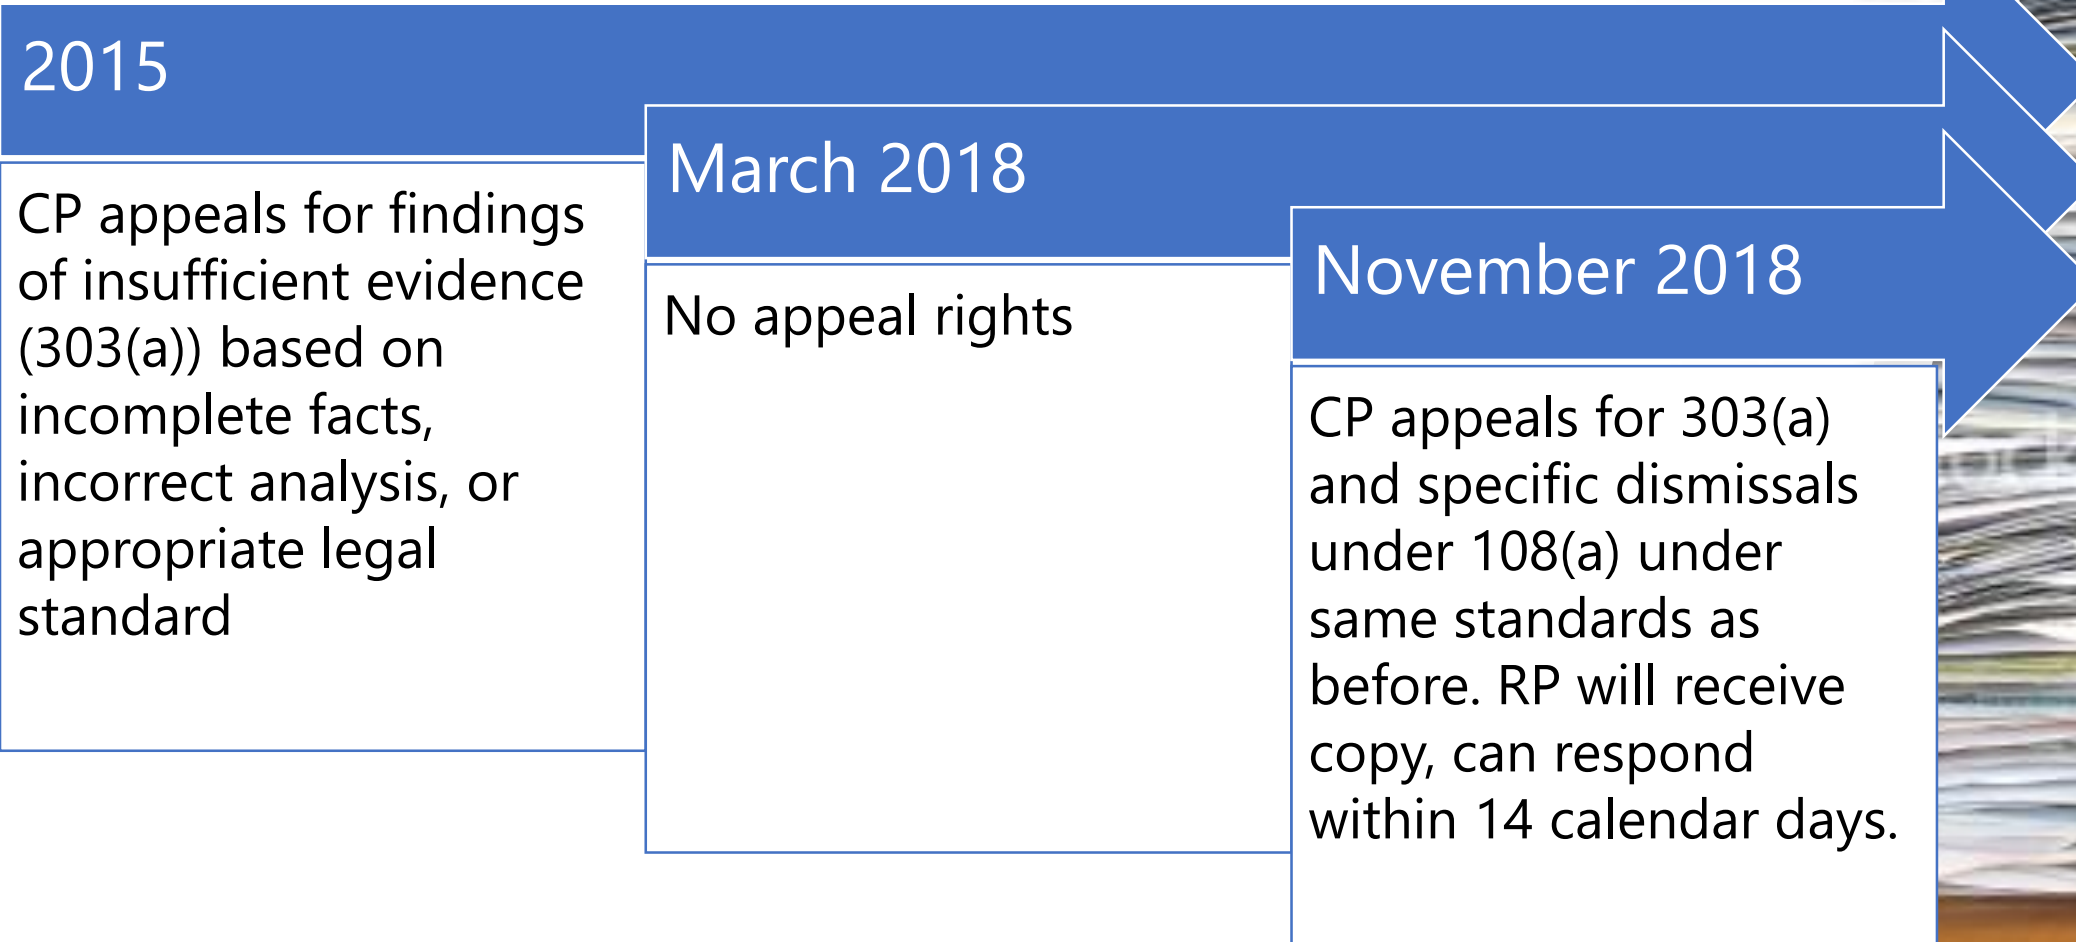 2015
CP appeals for findings
of insufficient evidence
(303(a)) based on
incomplete facts,
incorrect analysis, or
appropriate legal
standard
March 2018
No appeal rights
November 2018
CP appeals for 303(a)
and specific dismissals
under 108(a) under
same standards as
before. RP will receive
copy, can respond
within 14 calendar days.